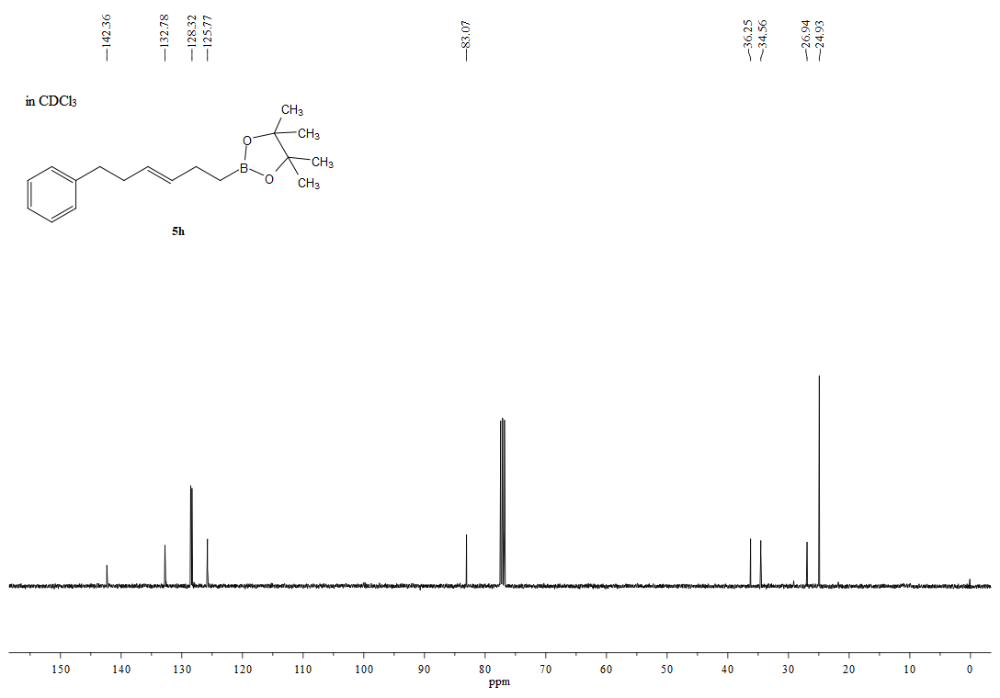 142.36
132.78
128.32
125.77
83.07
36.25
34.56
26.94
24.93
in CDCl3
CH3
CH3
CH3
CH3
O
O
B
5h
150 140 130 120 110 100 90 80 70 60 50 40 30 20 10 0
ppm